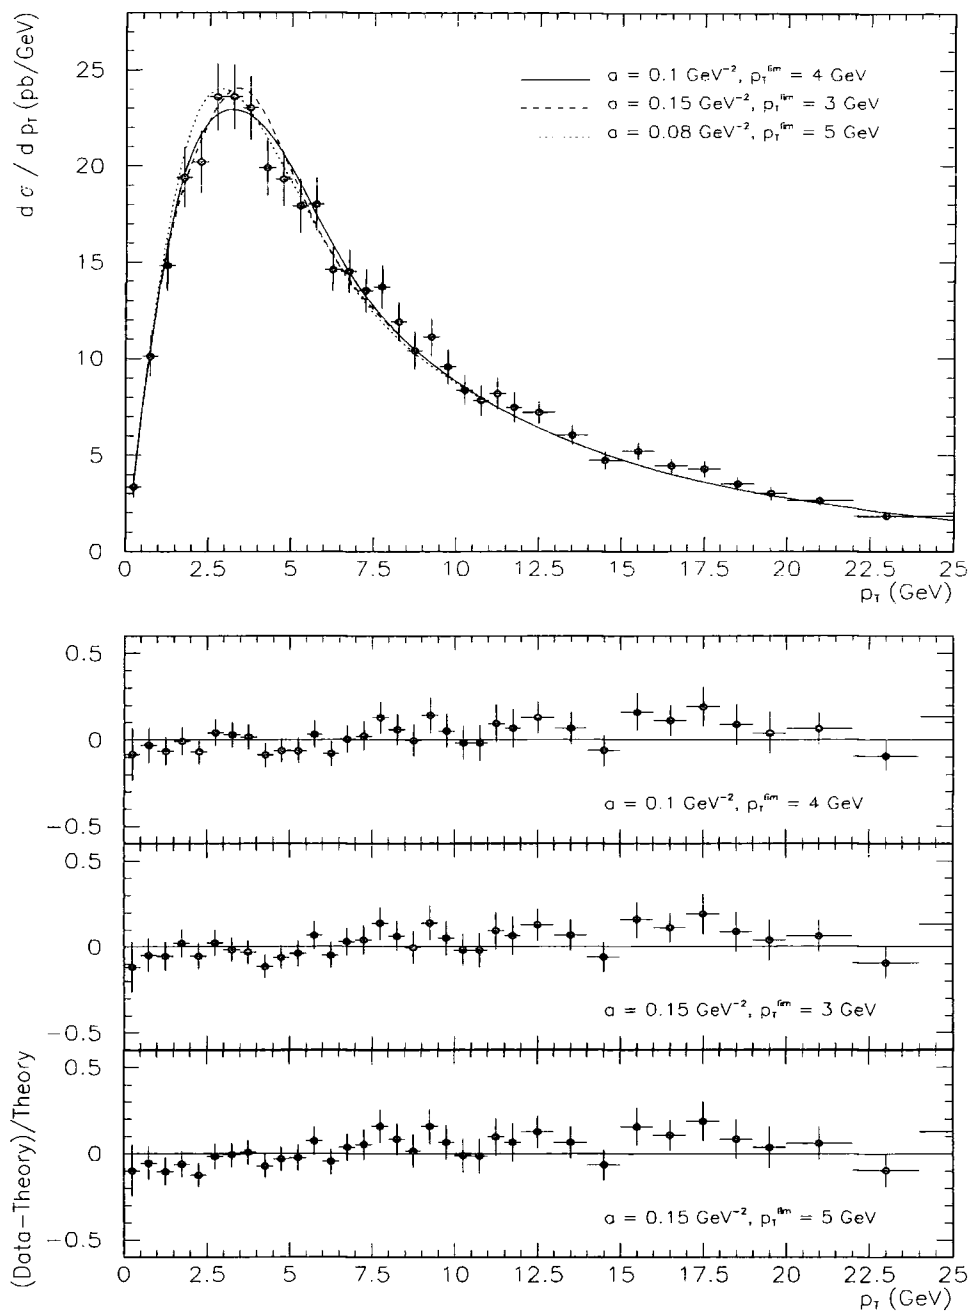 dσ / dp_T (pb/GeV)
25
20
15
10
5
0
a = 0.1 GeV⁻², p_T^lim = 4 GeV
a = 0.15 GeV⁻², p_T^lim = 3 GeV
a = 0.08 GeV⁻², p_T^lim = 5 GeV
0 2.5 5 7.5 10 12.5 15 17.5 20 22.5 25
p_T (GeV)
0.5
0
−0.5
a = 0.1 GeV⁻², p_T^lim = 4 GeV
0.5
0
−0.5
a = 0.15 GeV⁻², p_T^lim = 3 GeV
(Data−Theory)/Theory
0.5
0
−0.5
a = 0.15 GeV⁻², p_T^lim = 5 GeV
0 2.5 5 7.5 10 12.5 15 17.5 20 22.5 25
p_T (GeV)